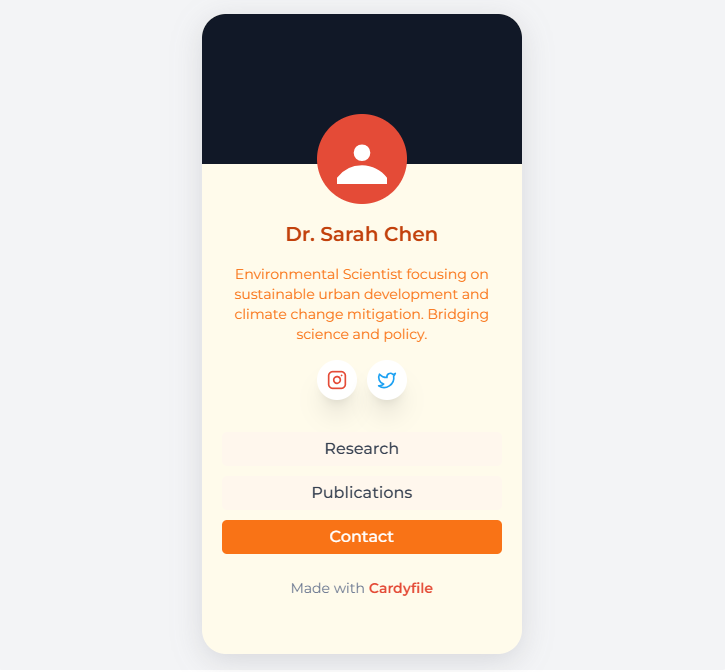 Dr. Sarah Chen
Environmental Scientist focusing on
sustainable urban development and
climate change mitigation. Bridging
science and policy.
Research
Publications
Contact
Made with Cardyfile